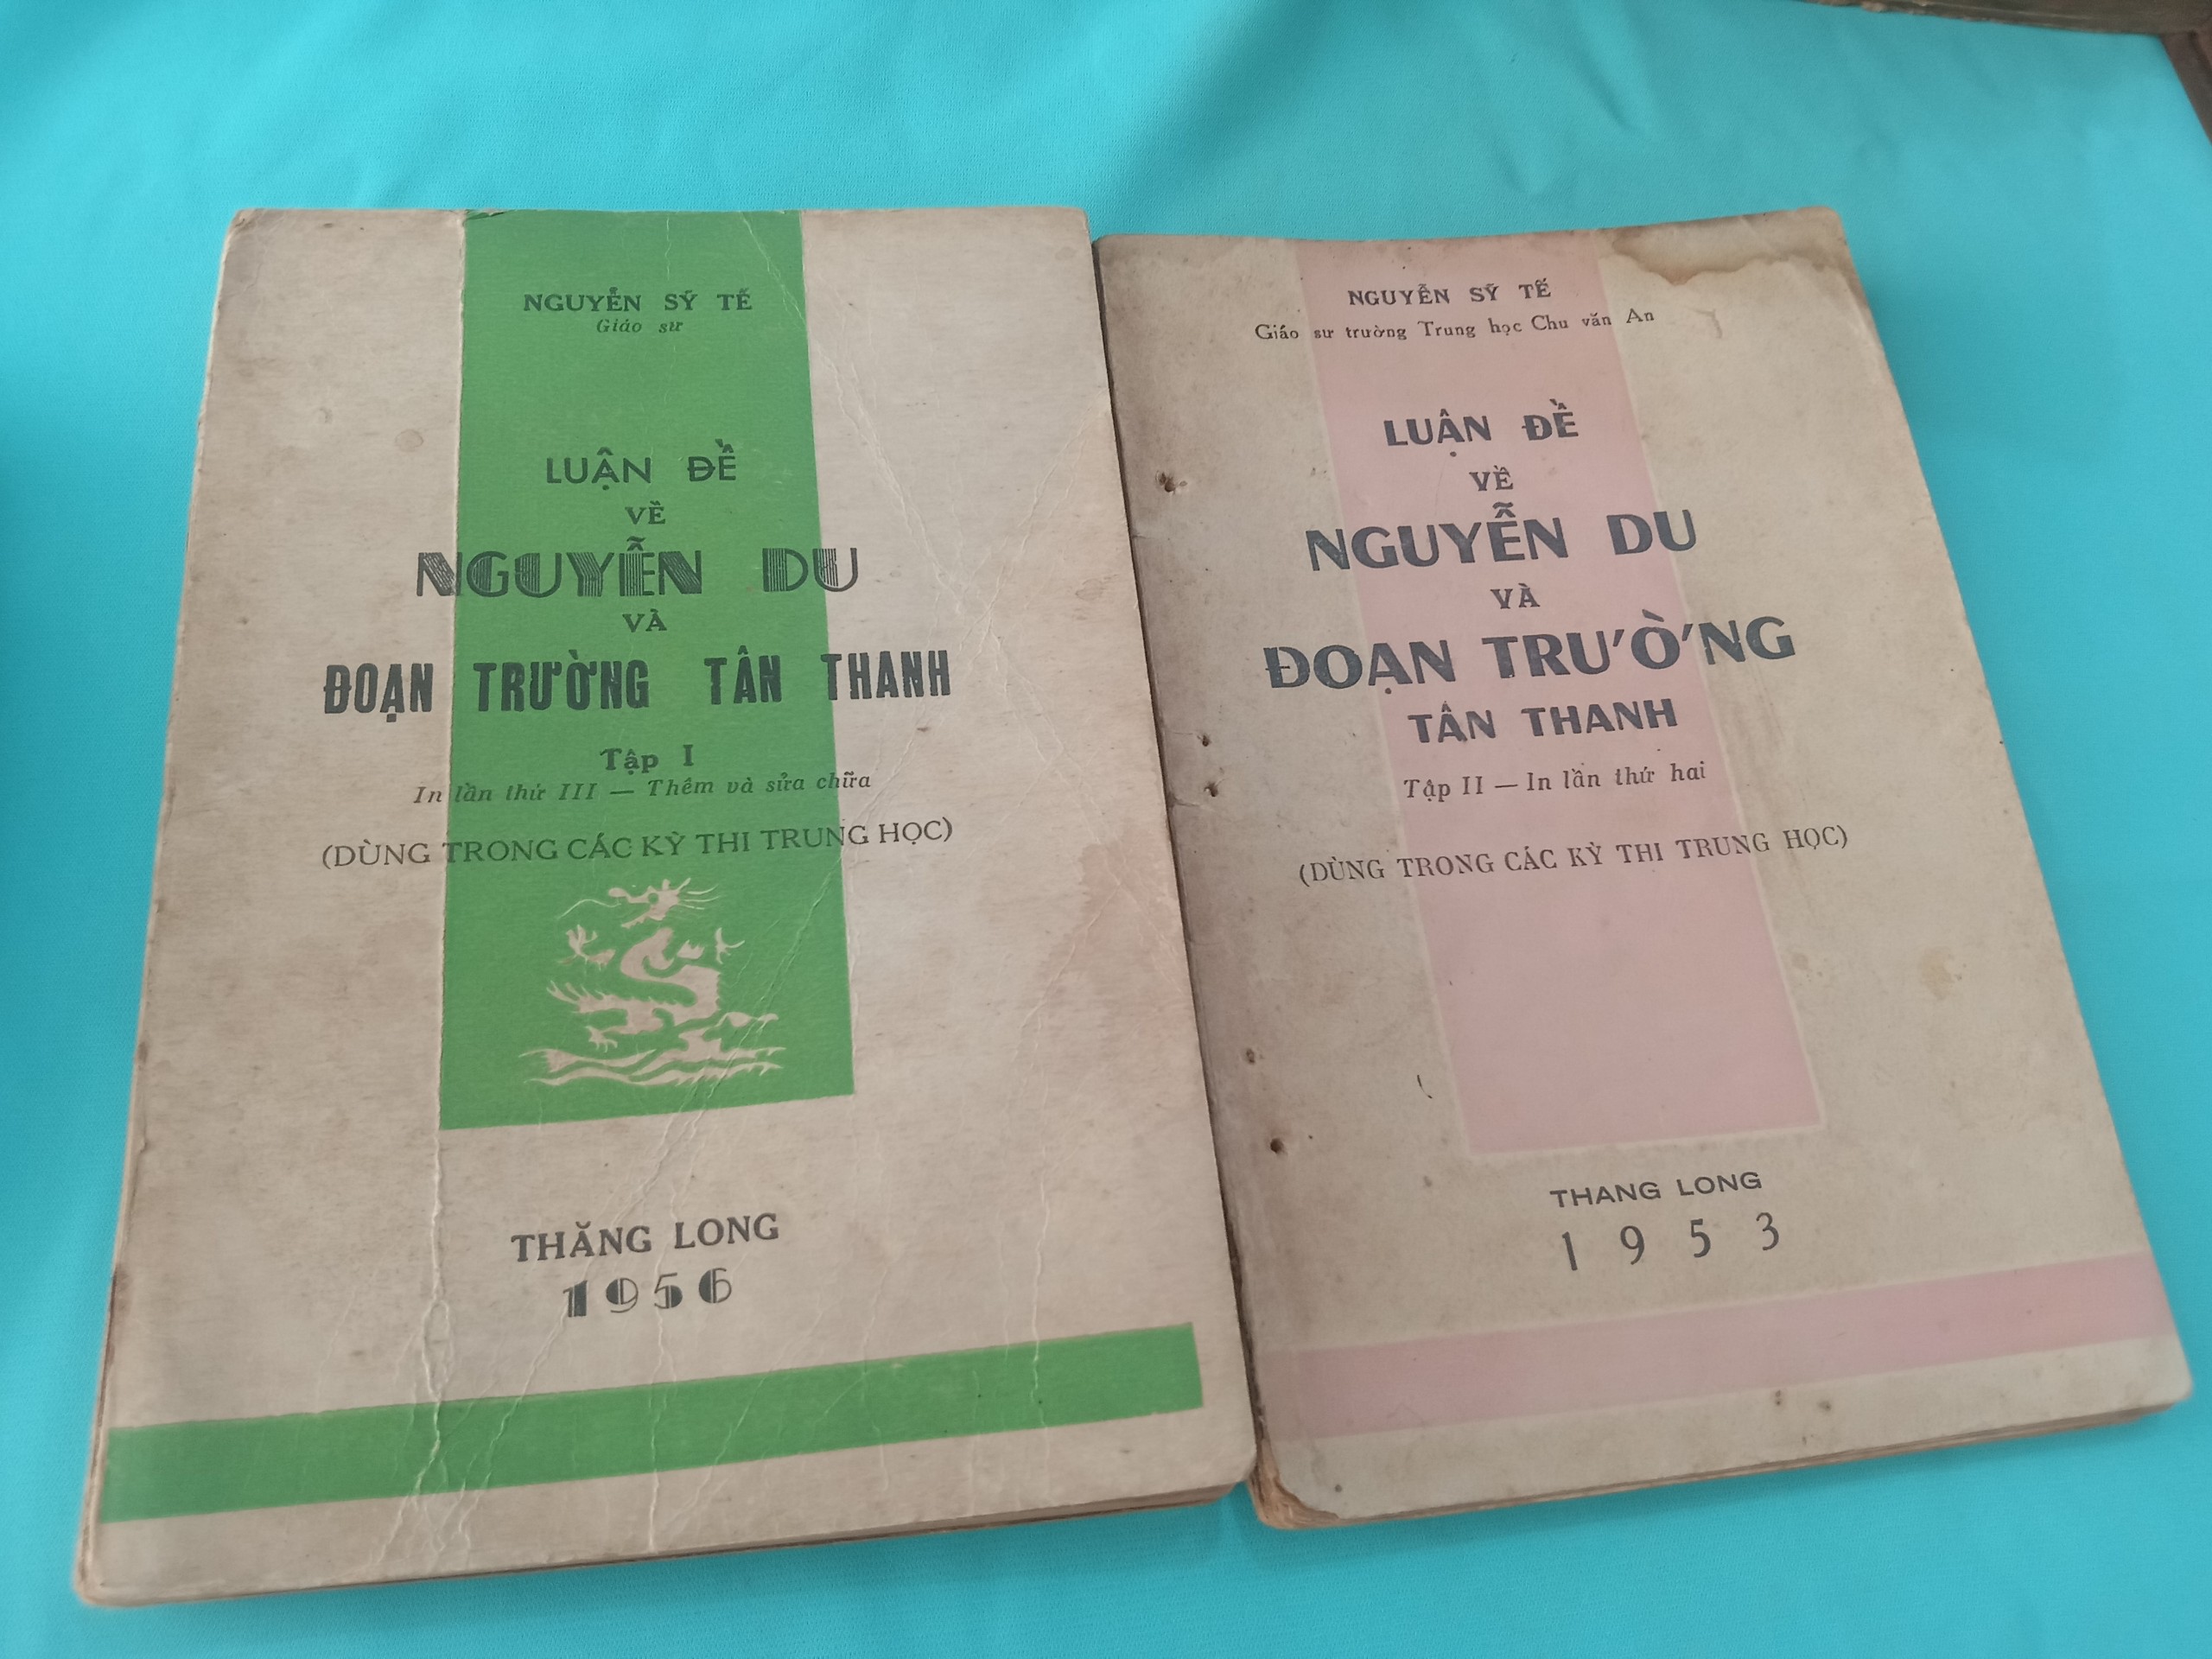 NGUYỄN SỸ TẾ
Giáo sư
LUẬN ĐỀ
VỀ
NGUYỄN DU
VÀ
ĐOẠN TRƯỜNG TÂN THANH
Tập I
In lần thứ III — Thêm và sửa chữa
(DÙNG TRONG CÁC KỲ THI TRUNG HỌC)
THĂNG LONG
1956
NGUYỄN SỸ TẾ
Giáo sư trường Trung học Chu văn An
LUẬN ĐỀ
VỀ
NGUYỄN DU
VÀ
ĐOẠN TRƯỜNG
TÂN THANH
Tập II — In lần thứ hai
(DÙNG TRONG CÁC KỲ THI TRUNG HỌC)
THANG LONG
1953